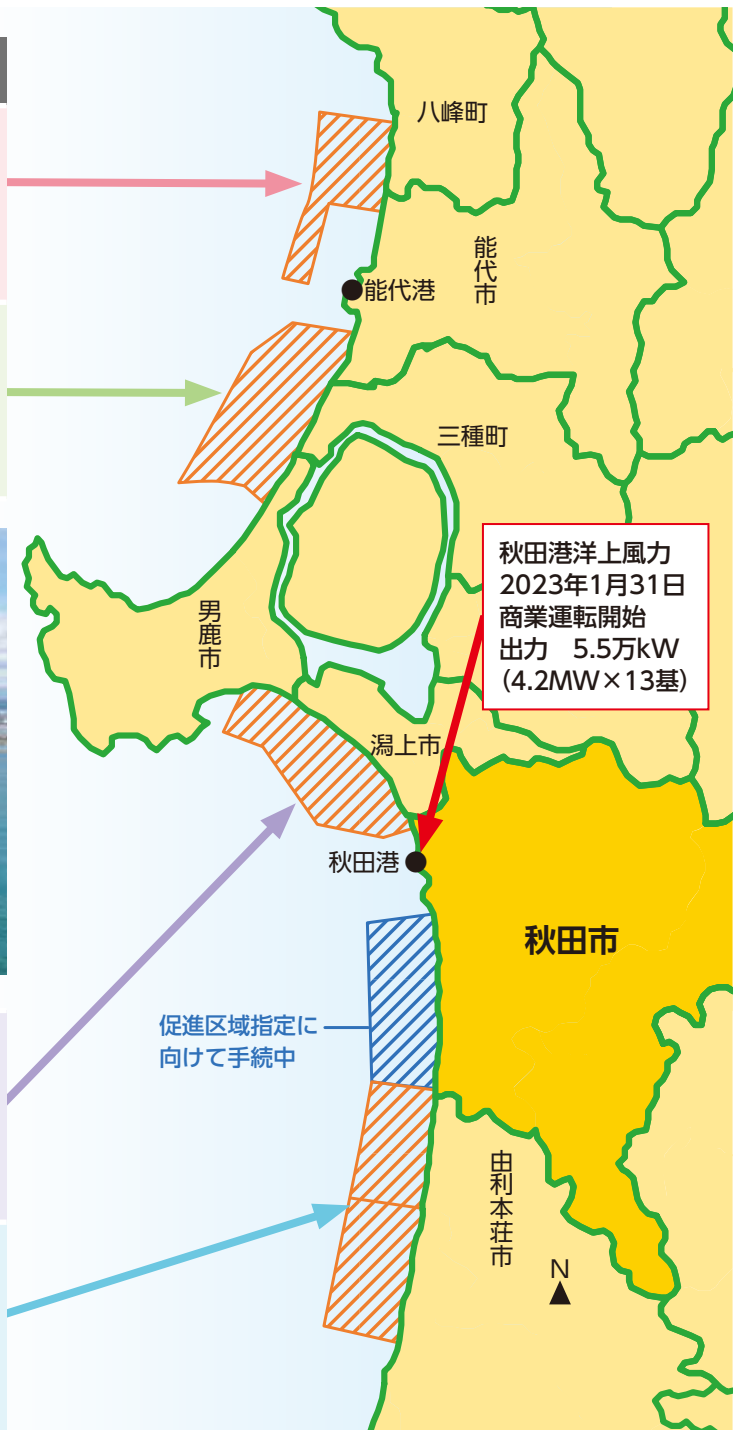 八峰町
能代市
能代港
三種町
秋田港洋上風力
2023年1月31日
商業運転開始
出力　5.5万kW
(4.2MW×13基)
男鹿市
潟上市
秋田港
秋田市
促進区域指定に
向けて手続中
由利本荘市
N